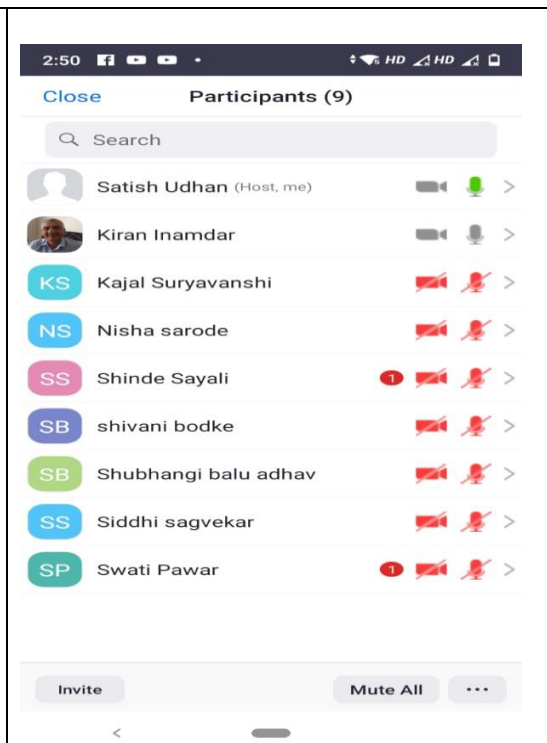 2:50 HD HD
Close Participants (9)
Search
Satish Udhan (Host, me)
Kiran Inamdar
KS Kajal Suryavanshi
NS Nisha sarode
SS Shinde Sayali 1
SB shivani bodke
SB Shubhangi balu adhav
SS Siddhi sagvekar
SP Swati Pawar 1
Invite Mute All ...